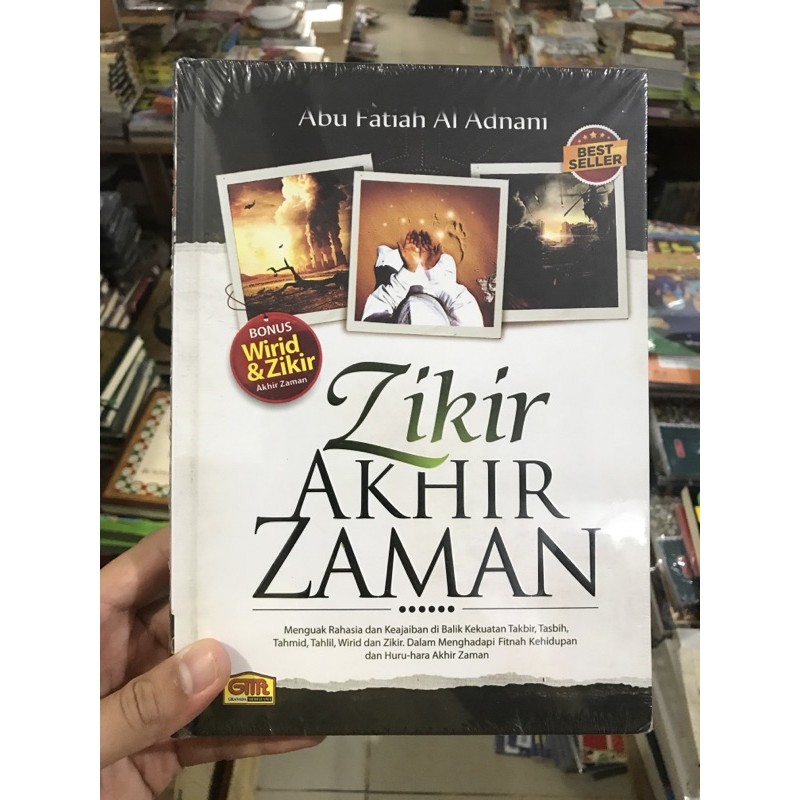 Abu Fatiah Al Adnani
BEST
SELLER
BONUS
Wirid
& Zikir
Akhir Zaman
Zikir
AKHIR
ZAMAN
Menguak Rahasia dan Keajaiban di Balik Kekuatan Takbir, Tasbih,
Tahmid, Tahlil, Wirid dan Zikir. Dalam Menghadapi Fitnah Kehidupan
dan Huru-hara Akhir Zaman
GMR